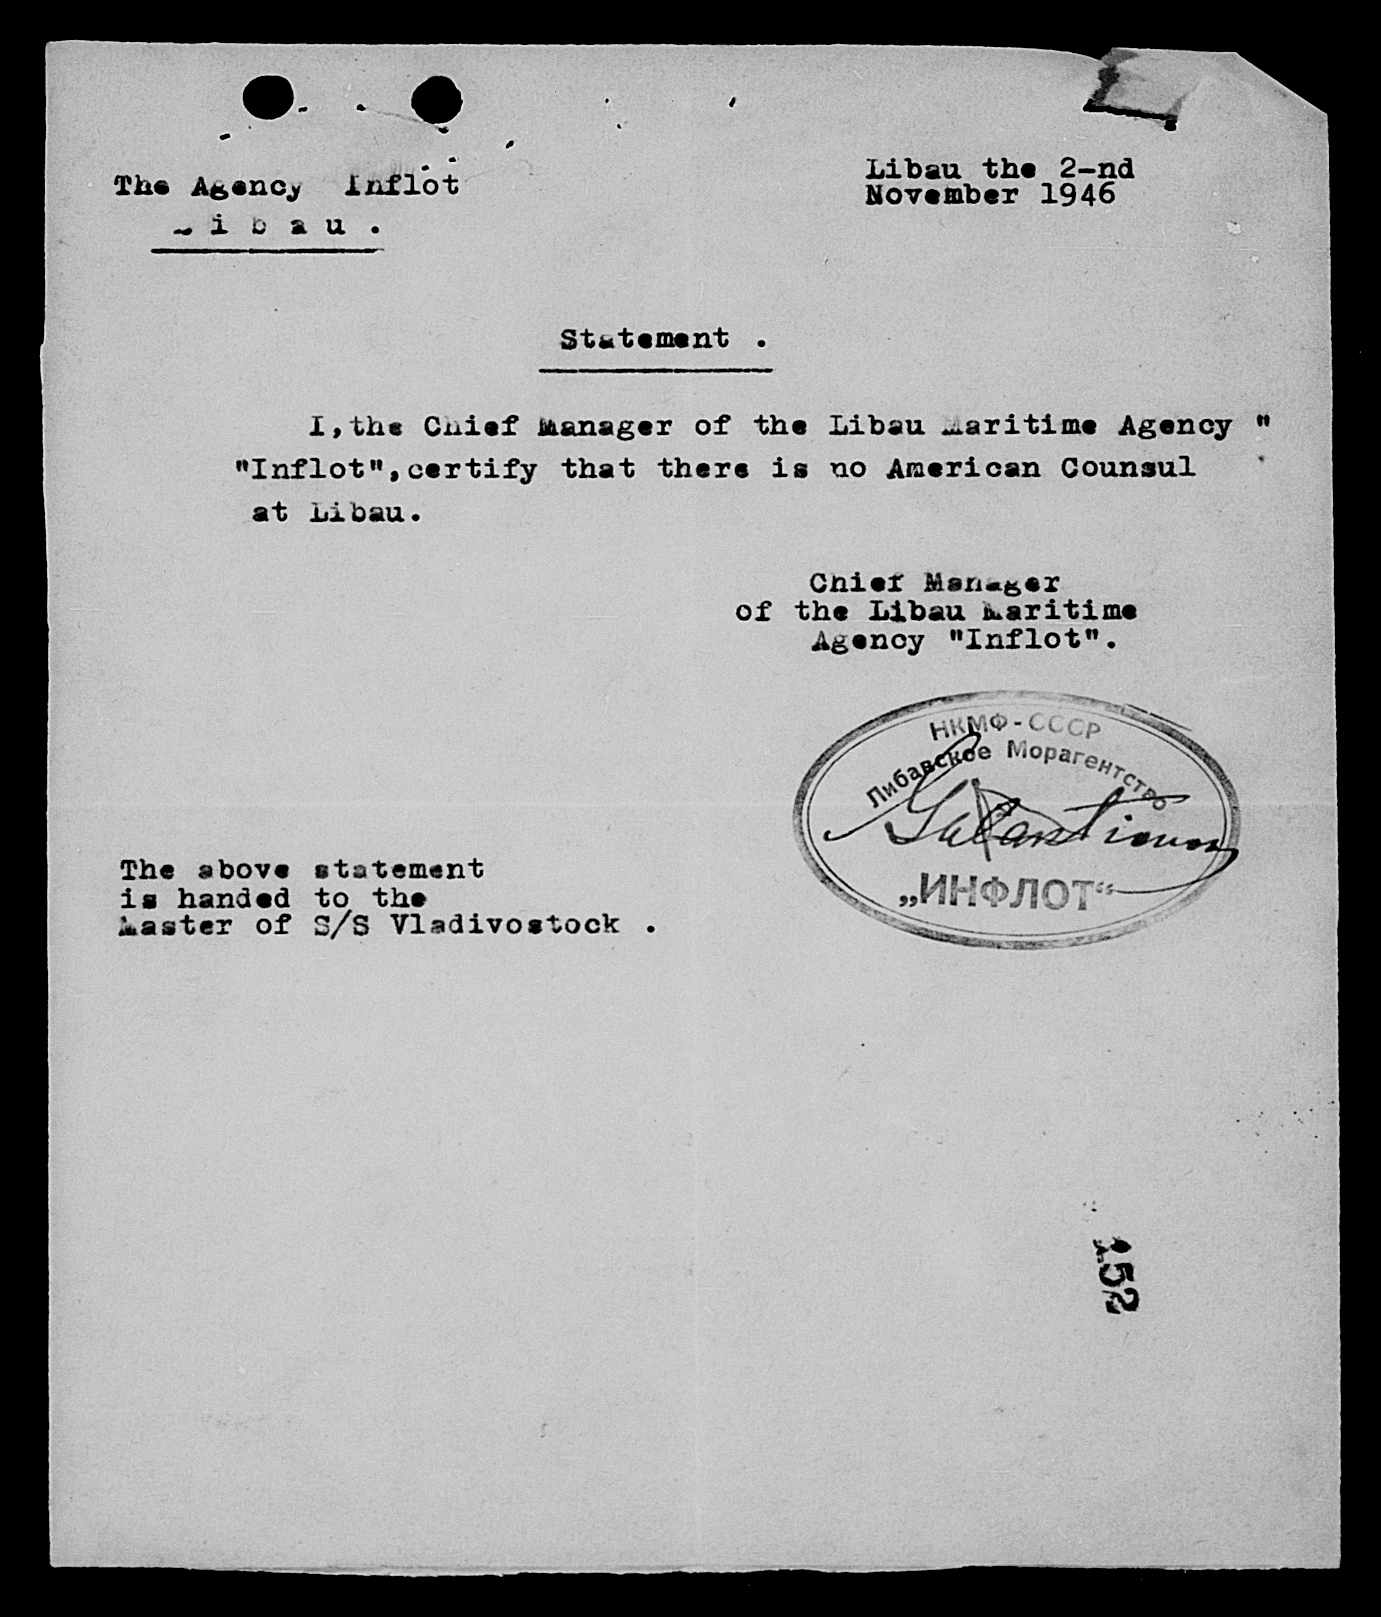 The Agency Inflot
Libau.
Libau the 2-nd
November 1946
Statement .
I,the Chief Manager of the Libau Maritime Agency "
"Inflot",certify that there is no American Counsul
at Libau.
Chief Manager
of the Libau Maritime
Agency "Inflot".
НКМФ-СССР
Либавское Морагентство
„ИНФЛОТ“
The above statement
is handed to the
Master of S/S Vladivostock .
152